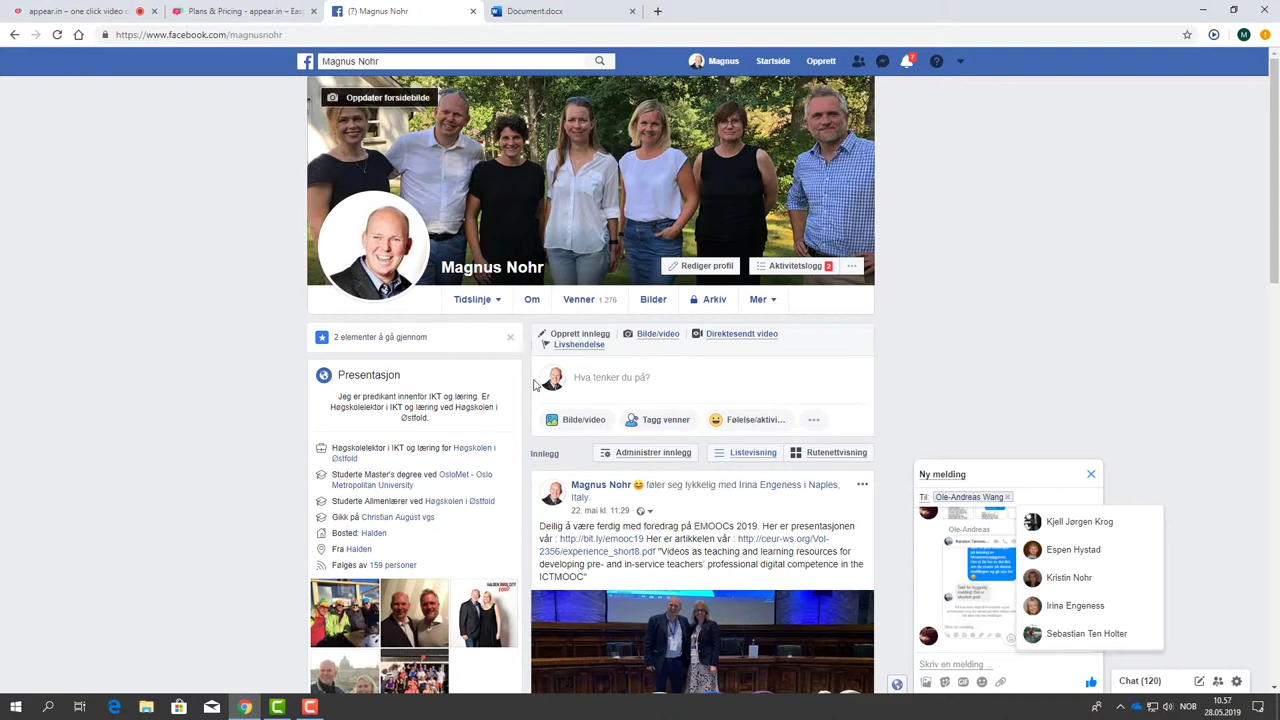 appear.in – one click video c
Plans & Pricings - appear.in – Eas
(7) Magnus Nohr
Document.docx
https://www.facebook.com/magnusnohr
M
Magnus Nohr
Magnus
Startside
Opprett
7
Oppdater forsidebilde
Magnus Nohr
Rediger profil
Aktivitetslogg 2
Tidslinje
Om
Venner 1 276
Bilder
Arkiv
Mer
2 elementer å gå gjennom
Presentasjon
Jeg er predikant innenfor IKT og læring. Er
Høgskolelektor i IKT og læring ved Høgskolen i
Østfold.
Høgskolelektor i IKT og læring for Høgskolen i
Østfold
Studerte Master's degree ved OsloMet - Oslo
Metropolitan University
Studerte Allmenlærer ved Høgskolen i Østfold
Gikk på Christian August vgs
Bosted: Halden
Fra Halden
Følges av 159 personer
Opprett innlegg
Bilde/video
Direktesendt video
Livshendelse
Hva tenker du på?
Bilde/video
Tagg venner
Følelse/aktivi...
Innlegg
Administrer innlegg
Listevisning
Rutenettvisning
Magnus Nohr føler seg lykkelig med Irina Engeness i Naples,
Italy.
22. mai kl. 11:29
Deilig å være ferdig med foredrag på EMOOCs 2019. Her er presentasjonen
vår : http://bit.ly/emooc19 Her er artikkelen vår : http://ceur-ws.org/Vol-
2356/experience_short8.pdf "Videos as teaching and learning resources for
developing pre- and in-service teachers' professional digital competence in the
ICTMOOC"
Ny melding
Til: Ole-Andreas Wang
Ole-Andreas
Kjell Jørgen Krog
Espen Hystad
Kristin Nohr
Irina Engeness
Sebastian Ten Holter
Skriv en melding ...
Chat (120)
NOB
10.57
28.05.2019